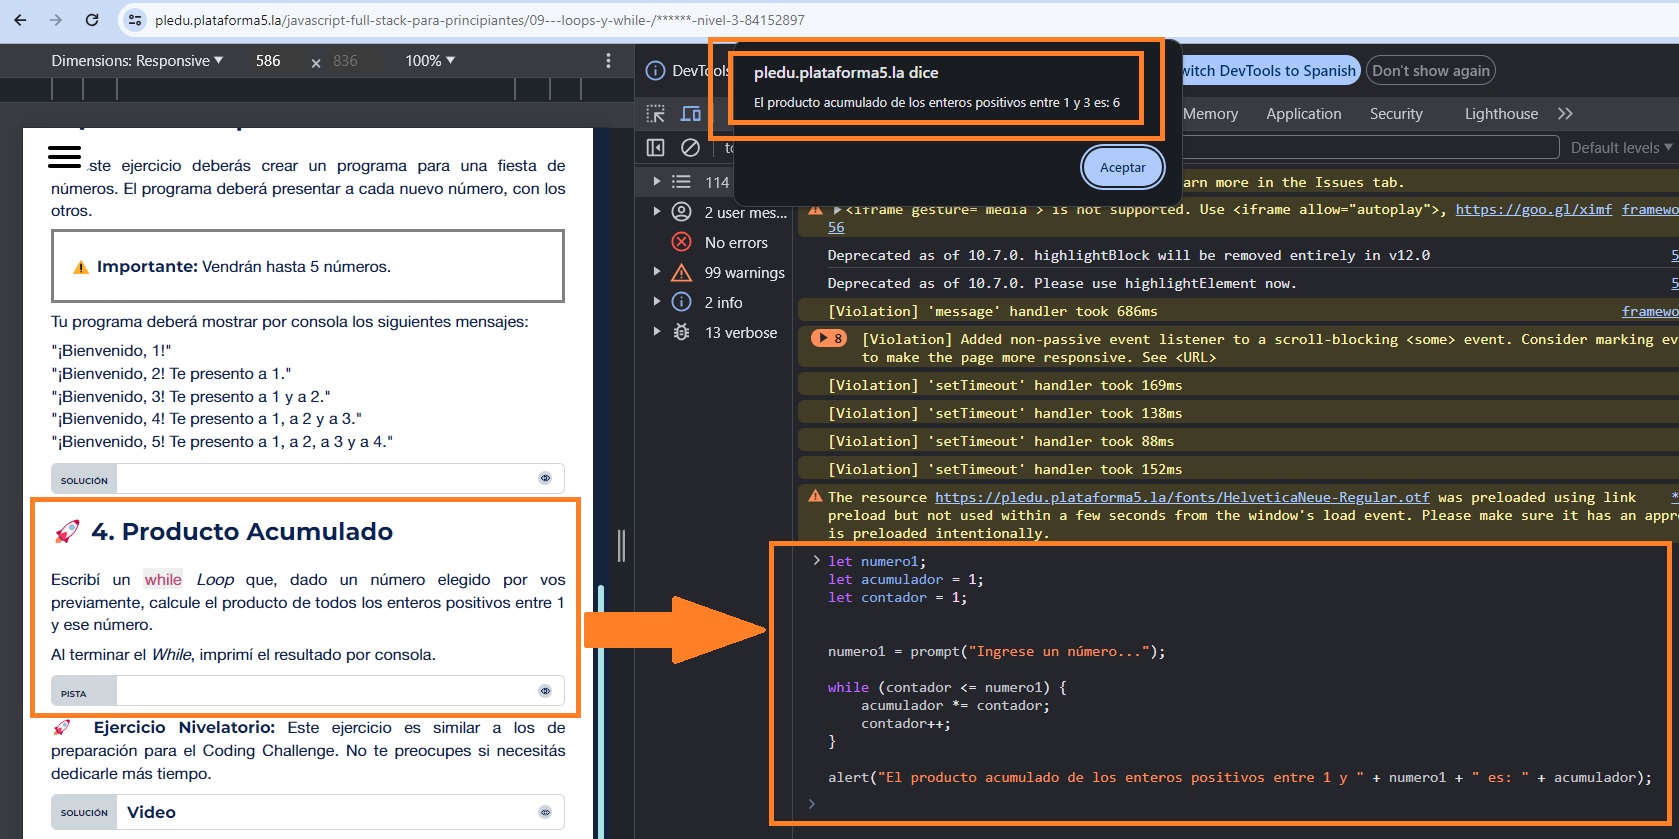 pledu.plataforma5.la/javascript-full-stack-para-principiantes/09---loops-y-while-/******-nivel-3-84152897
Dimensions: Responsive ▼ 586 × 836 100% ▼
ste ejercicio deberás crear un programa para una fiesta de
números. El programa deberá presentar a cada nuevo número, con los
otros.
⚠ Importante: Vendrán hasta 5 números.
Tu programa deberá mostrar por consola los siguientes mensajes:
"¡Bienvenido, 1!"
"¡Bienvenido, 2! Te presento a 1."
"¡Bienvenido, 3! Te presento a 1 y a 2."
"¡Bienvenido, 4! Te presento a 1, a 2 y a 3."
"¡Bienvenido, 5! Te presento a 1, a 2, a 3 y a 4."
SOLUCIÓN
🚀 4. Producto Acumulado
Escribí un while Loop que, dado un número elegido por vos
previamente, calcule el producto de todos los enteros positivos entre 1
y ese número.
Al terminar el While, imprimí el resultado por consola.
PISTA
🚀 Ejercicio Nivelatorio: Este ejercicio es similar a los de
preparación para el Coding Challenge. No te preocupes si necesitás
dedicarle más tiempo.
SOLUCIÓN Video
DevTools
witch DevTools to Spanish Don't show again
pledu.plataforma5.la dice
El producto acumulado de los enteros positivos entre 1 y 3 es: 6
Aceptar
Memory Application Security Lighthouse
to
Default levels ▼
114
2 user mes...
No errors
99 warnings
2 info
13 verbose
arn more in the Issues tab.
<iframe gesture="media"> is not supported. Use <iframe allow="autoplay">, https://goo.gl/ximf framewo
56
Deprecated as of 10.7.0. highlightBlock will be removed entirely in v12.0 5
Deprecated as of 10.7.0. Please use highlightElement now. 5
[Violation] 'message' handler took 686ms framewo
8 [Violation] Added non-passive event listener to a scroll-blocking <some> event. Consider marking ev
to make the page more responsive. See <URL>
[Violation] 'setTimeout' handler took 169ms
[Violation] 'setTimeout' handler took 138ms
[Violation] 'setTimeout' handler took 88ms
[Violation] 'setTimeout' handler took 152ms
The resource https://pledu.plataforma5.la/fonts/HelveticaNeue-Regular.otf was preloaded using link
preload but not used within a few seconds from the window's load event. Please make sure it has an appr
is preloaded intentionally.
> let numero1;
let acumulador = 1;
let contador = 1;
numero1 = prompt("Ingrese un número...");
while (contador <= numero1) {
acumulador *= contador;
contador++;
}
alert("El producto acumulado de los enteros positivos entre 1 y " + numero1 + " es: " + acumulador);
>